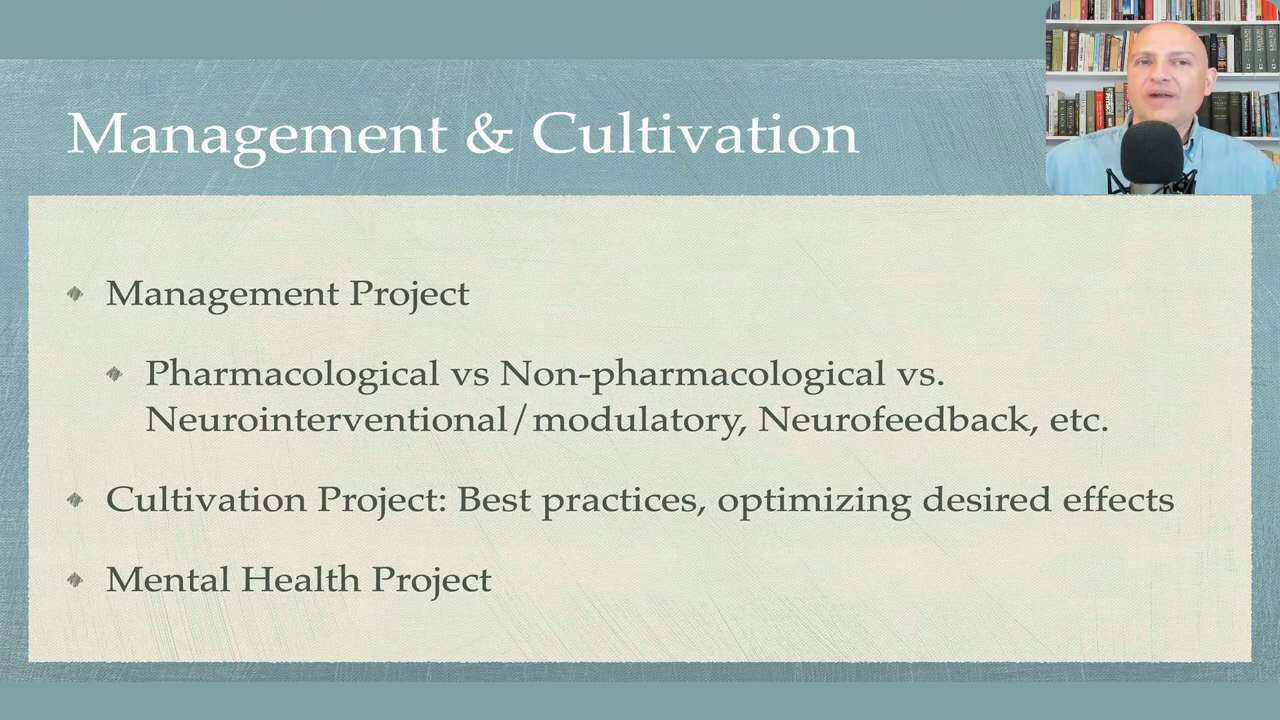 Management & Cultivation
Management Project
Pharmacological vs Non-pharmacological vs.
Neurointerventional/modulatory, Neurofeedback, etc.
Cultivation Project: Best practices, optimizing desired effects
Mental Health Project